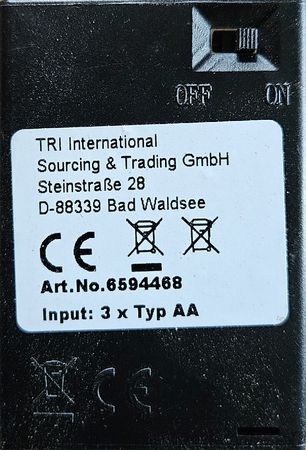 OFF ON
TRI International
Sourcing & Trading GmbH
Steinstraße 28
D-88339 Bad Waldsee
CE
Art.No.6594468
Input: 3 x Typ AA
CE